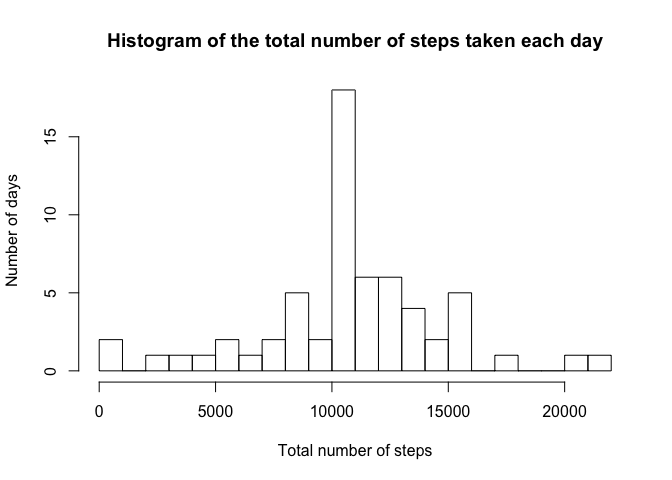 Histogram of the total number of steps taken each day
15
10
5
0
Number of days
0 5000 10000 15000 20000
Total number of steps